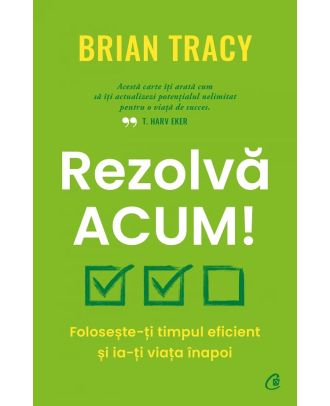 BRIAN TRACY
Această carte îți arată cum
să îți actualizezi potențialul nelimitat
pentru o viață de succes.
T. HARV EKER
Rezolvă
ACUM!
Folosește-ți timpul eficient
și ia-ți viața înapoi